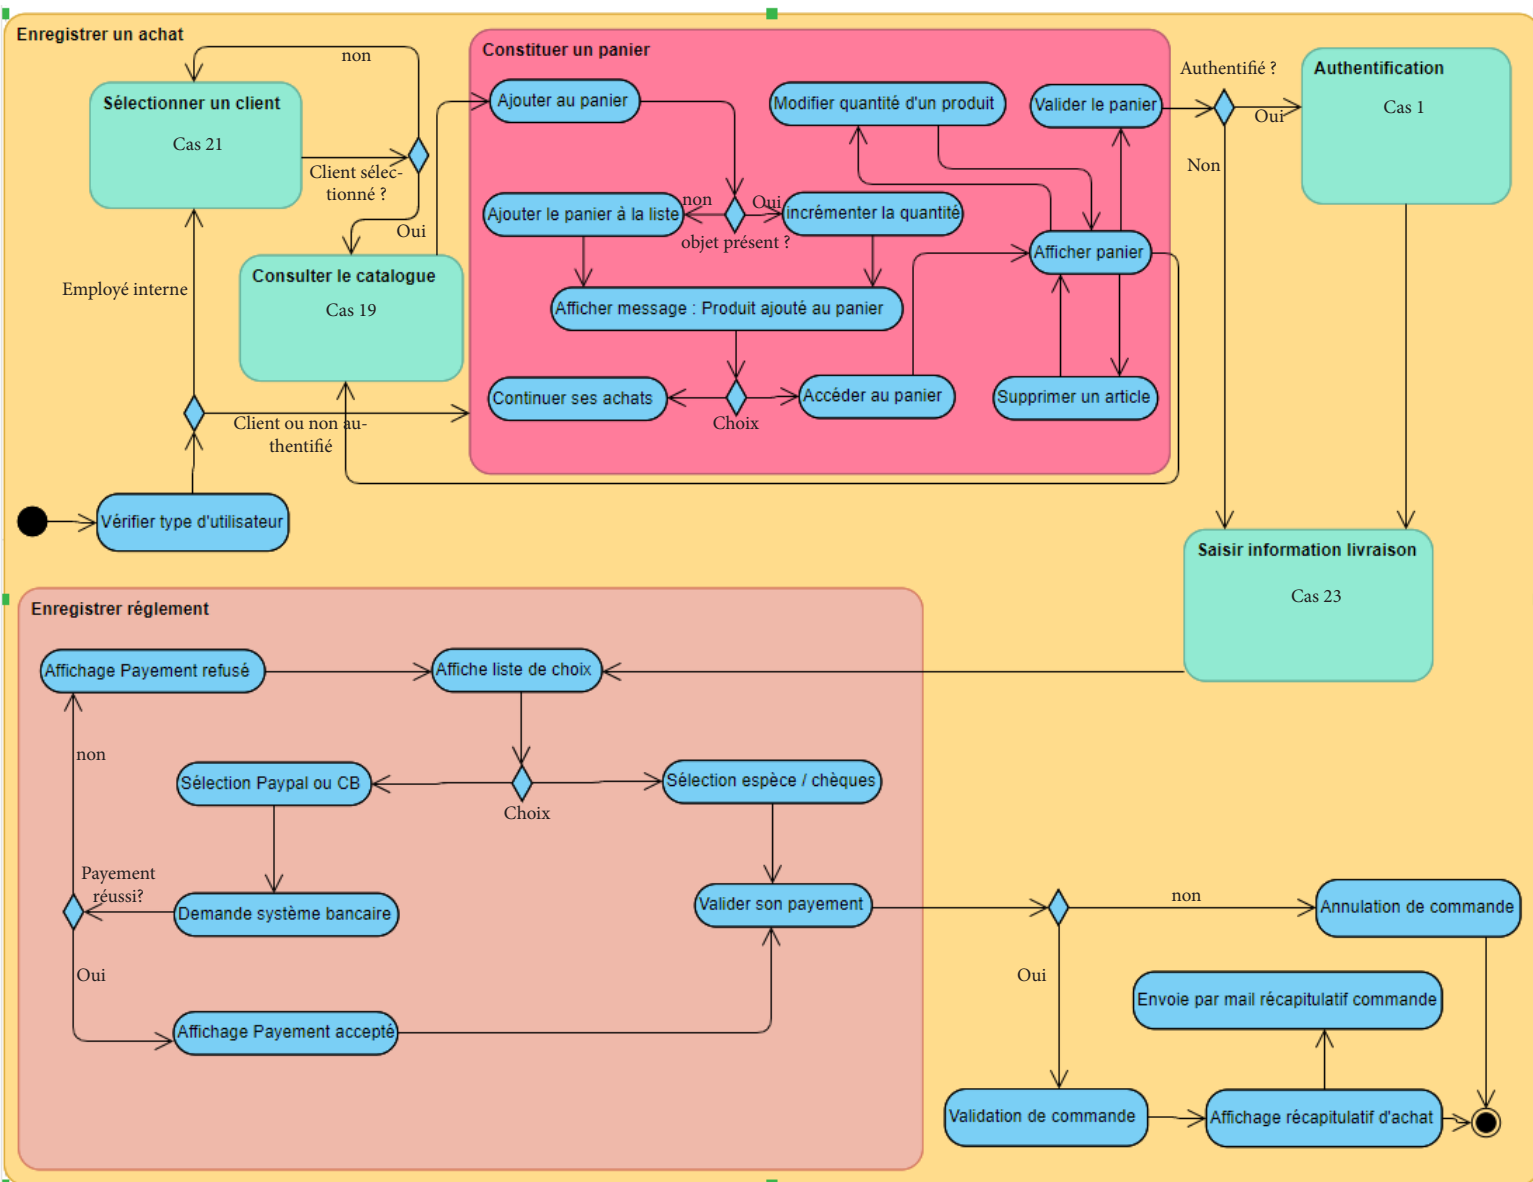 Enregistrer un achat
non
Sélectionner un client
Cas 21
Client sélec-
tionné ?
Oui
Consulter le catalogue
Cas 19
Employé interne
Client ou non au-
thentifié
Vérifier type d'utilisateur
Constituer un panier
Ajouter au panier
Modifier quantité d'un produit
Valider le panier
Ajouter le panier à la liste
non
Oui
incrémenter la quantité
objet présent ?
Afficher panier
Afficher message : Produit ajouté au panier
Continuer ses achats
Choix
Accéder au panier
Supprimer un article
Authentifié ?
Oui
Non
Authentification
Cas 1
Saisir information livraison
Cas 23
Enregistrer réglement
Affichage Payement refusé
Affiche liste de choix
non
Sélection Paypal ou CB
Choix
Sélection espèce / chèques
Payement
réussi?
Demande système bancaire
Valider son payement
Oui
Affichage Payement accepté
non
Annulation de commande
Oui
Envoie par mail récapitulatif commande
Validation de commande
Affichage récapitulatif d'achat